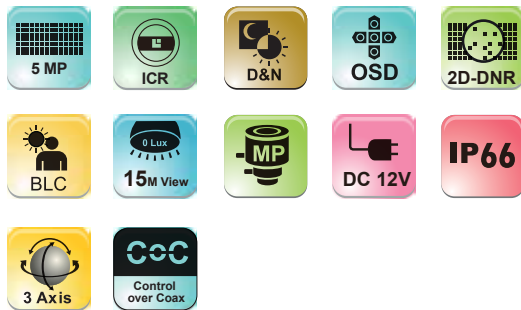 5 MP
ICR
D&N
OSD
2D-DNR
BLC
0 Lux
15M View
MP
DC 12V
IP66
3 Axis
CoC
Control
over Coax